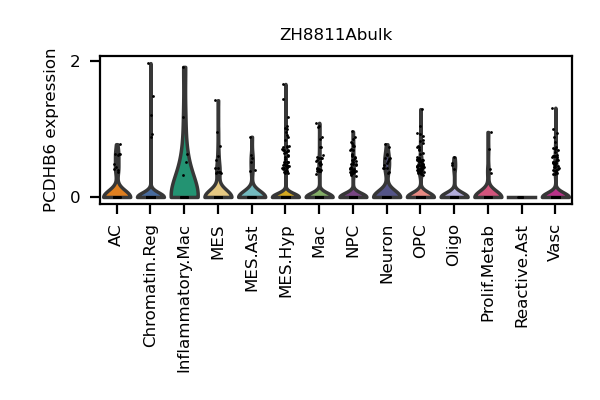 ZH8811Abulk
PCDHB6 expression
2
0
AC
Chromatin.Reg
Inflammatory.Mac
MES
MES.Ast
MES.Hyp
Mac
NPC
Neuron
OPC
Oligo
Prolif.Metab
Reactive.Ast
Vasc